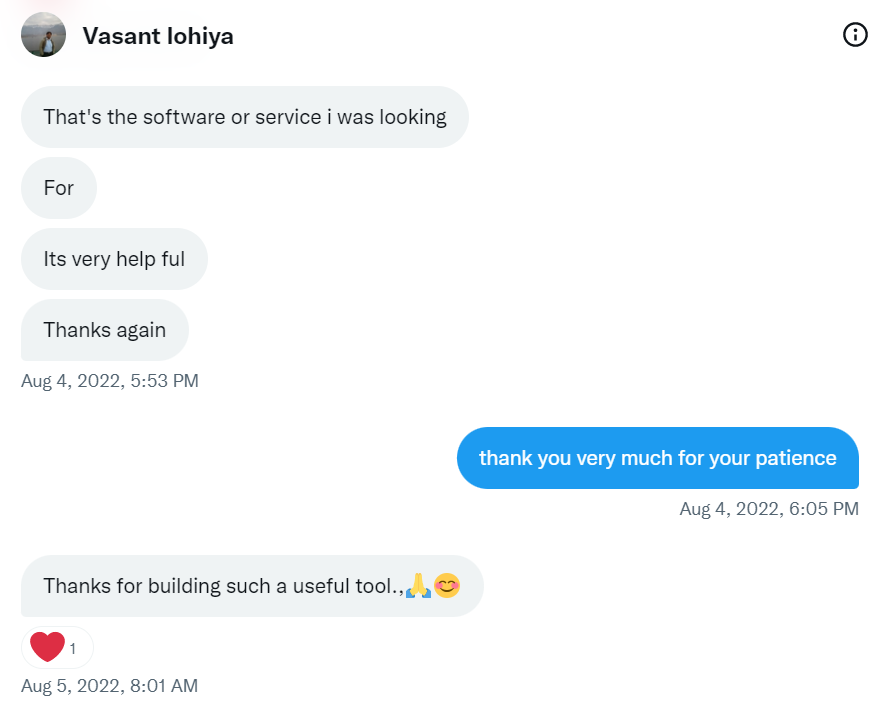 Vasant lohiya
That's the software or service i was looking
For
Its very help ful
Thanks again
Aug 4, 2022, 5:53 PM
thank you very much for your patience
Aug 4, 2022, 6:05 PM
Thanks for building such a useful tool.,🙏😊
❤️ 1
Aug 5, 2022, 8:01 AM